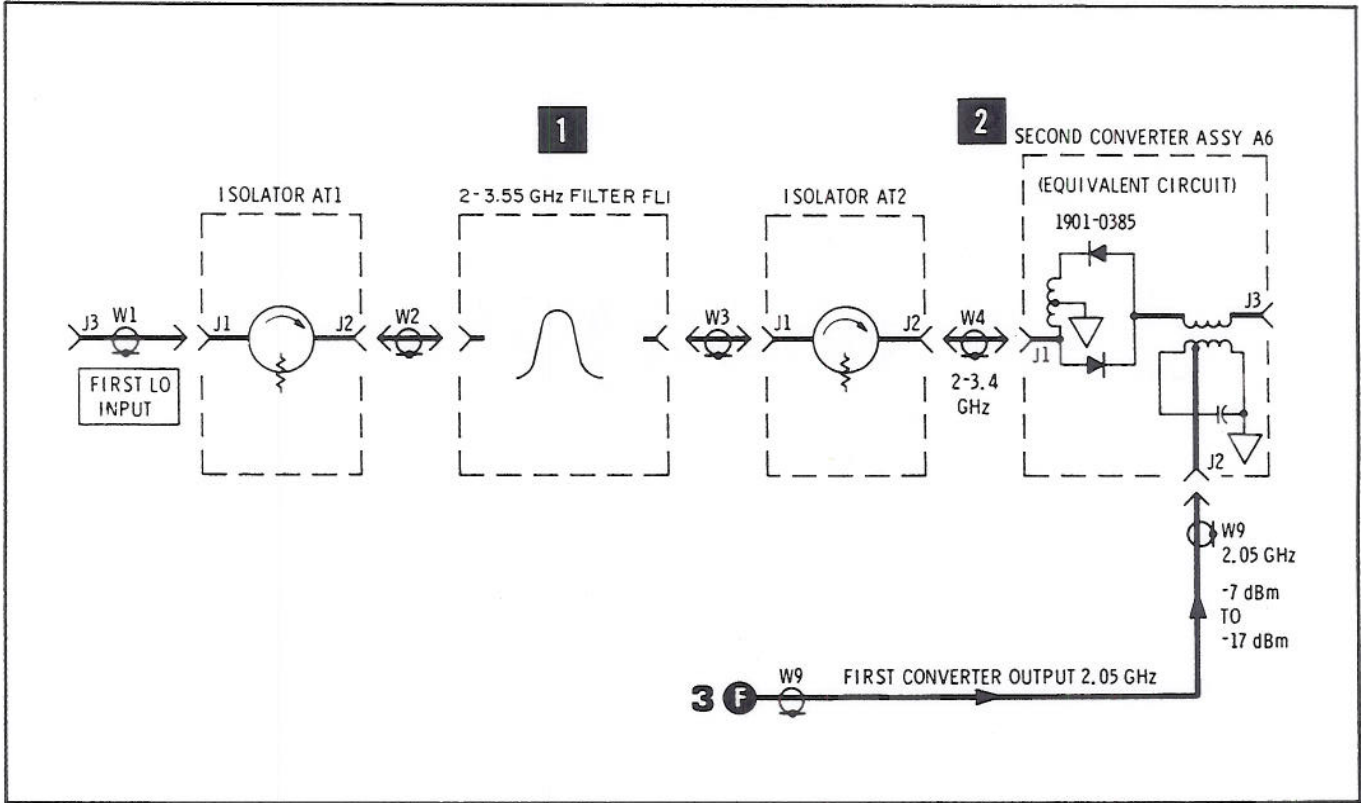 1
2
SECOND CONVERTER ASSY A6
ISOLATOR AT1
2-3.55 GHz FILTER FL1
ISOLATOR AT2
(EQUIVALENT CIRCUIT)
1901-0385
J3
W1
J1
J2
W2
W3
J1
J2
W4
J1
J3
FIRST LO
INPUT
2-3.4
GHz
J2
W9
2.05 GHz
-7 dBm
TO
-17 dBm
3 F
W9
FIRST CONVERTER OUTPUT 2.05 GHz